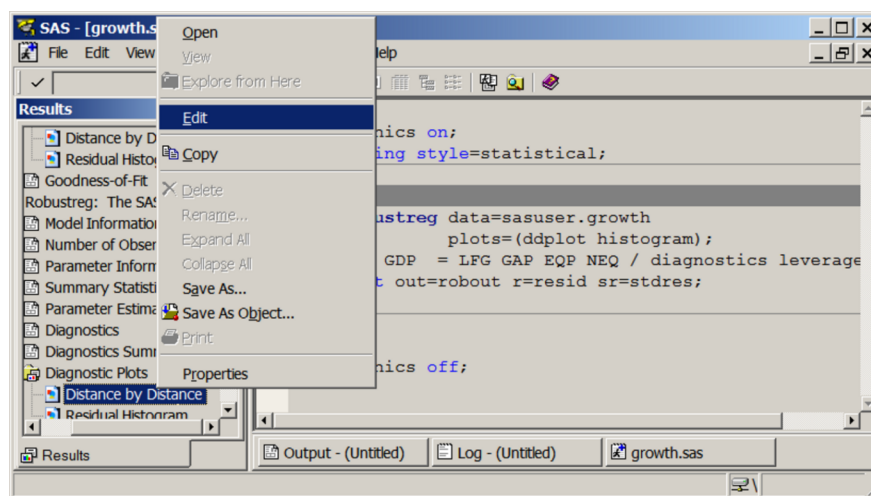 SAS - [growth.s
File Edit View
elp
Results
Distance by D
Residual Histo
Goodness-of-Fit
Robustreg: The SAS
Model Information
Number of Obser
Parameter Inform
Summary Statisti
Parameter Estima
Diagnostics
Diagnostics Sum
Diagnostic Plots
Distance by Distance
Residual Histogram
Results
Open
View
Explore from Here
Edit
Copy
Delete
Rename...
Expand All
Collapse All
Save As...
Save As Object...
Print
Properties
nics on;
ing style=statistical;
ustreg data=sasuser.growth
plots=(ddplot histogram);
GDP = LFG GAP EQP NEQ / diagnostics leverage
t out=robout r=resid sr=stdres;
nics off;
Output - (Untitled)
Log - (Untitled)
growth.sas